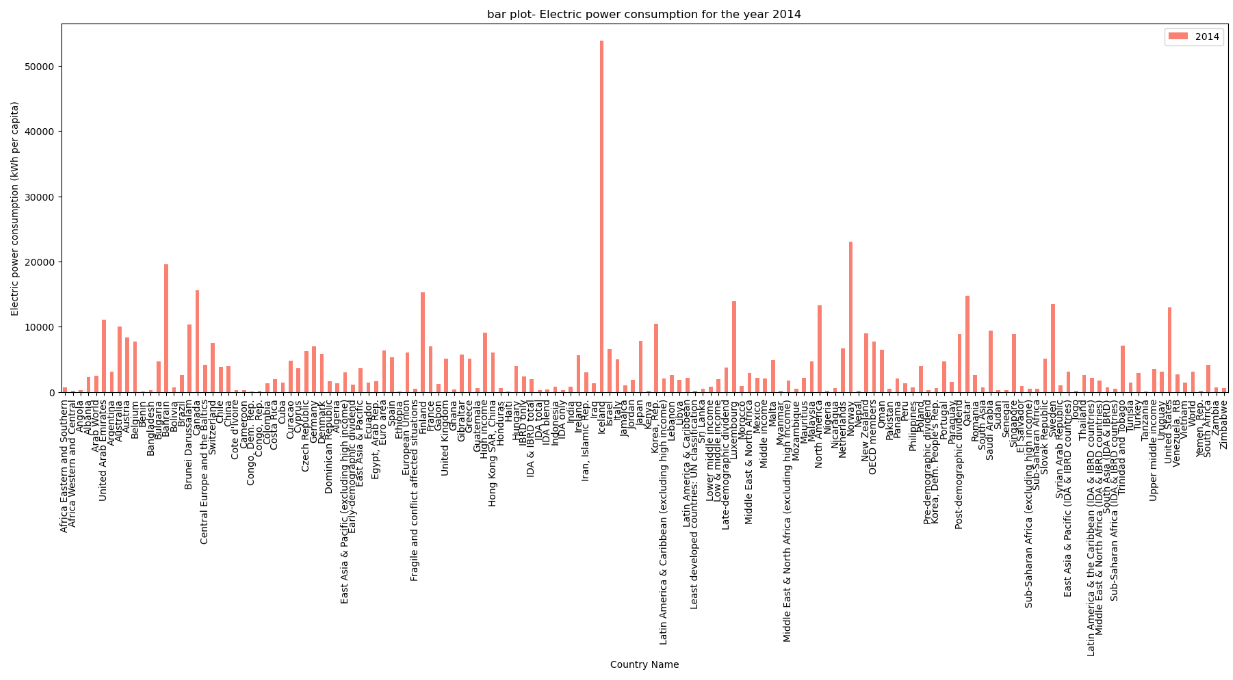 bar plot- Electric power consumption for the year 2014
2014
Electric power consumption (kWh per capita)
50000
40000
30000
20000
10000
0
Africa Eastern and Southern
Africa Western and Central
Angola
Albania
Arab World
United Arab Emirates
Argentina
Australia
Austria
Belgium
Benin
Bangladesh
Bulgaria
Bahrain
Bolivia
Brazil
Brunei Darussalam
Canada
Central Europe and the Baltics
Switzerland
Chile
China
Cote d'Ivoire
Cameroon
Congo, Dem. Rep.
Congo, Rep.
Colombia
Costa Rica
Cuba
Curacao
Cyprus
Czech Republic
Germany
Denmark
Dominican Republic
Algeria
East Asia & Pacific (excluding high income)
Early-demographic dividend
East Asia & Pacific
Ecuador
Egypt, Arab Rep.
Euro area
Spain
Ethiopia
European Union
Fragile and conflict affected situations
Finland
France
Gabon
United Kingdom
Ghana
Gibraltar
Greece
Guatemala
High income
Hong Kong SAR, China
Honduras
Haiti
Hungary
IBRD only
IDA & IBRD total
IDA total
IDA blend
Indonesia
IDA only
India
Ireland
Iran, Islamic Rep.
Iraq
Iceland
Israel
Italy
Jamaica
Jordan
Japan
Kenya
Korea, Rep.
Latin America & Caribbean (excluding high income)
Lebanon
Libya
Latin America & Caribbean
Least developed countries: UN classification
Sri Lanka
Lower middle income
Low & middle income
Late-demographic dividend
Luxembourg
Morocco
Middle East & North Africa
Mexico
Middle income
Malta
Myanmar
Middle East & North Africa (excluding high income)
Mozambique
Mauritius
Malaysia
North America
Nigeria
Nicaragua
Netherlands
Norway
Nepal
New Zealand
OECD members
Oman
Pakistan
Panama
Peru
Philippines
Poland
Pre-demographic dividend
Korea, Dem. People's Rep.
Portugal
Paraguay
Post-demographic dividend
Qatar
Romania
South Asia
Saudi Arabia
Sudan
Senegal
Singapore
El Salvador
Sub-Saharan Africa (excluding high income)
Sub-Saharan Africa
Slovak Republic
Sweden
Syrian Arab Republic
East Asia & Pacific (IDA & IBRD countries)
Togo
Thailand
Latin America & the Caribbean (IDA & IBRD countries)
Middle East & North Africa (IDA & IBRD countries)
South Asia (IDA & IBRD)
Sub-Saharan Africa (IDA & IBRD countries)
Trinidad and Tobago
Tunisia
Turkey
Tanzania
Upper middle income
Uruguay
United States
Venezuela, RB
Vietnam
World
Yemen, Rep.
South Africa
Zambia
Zimbabwe
Country Name